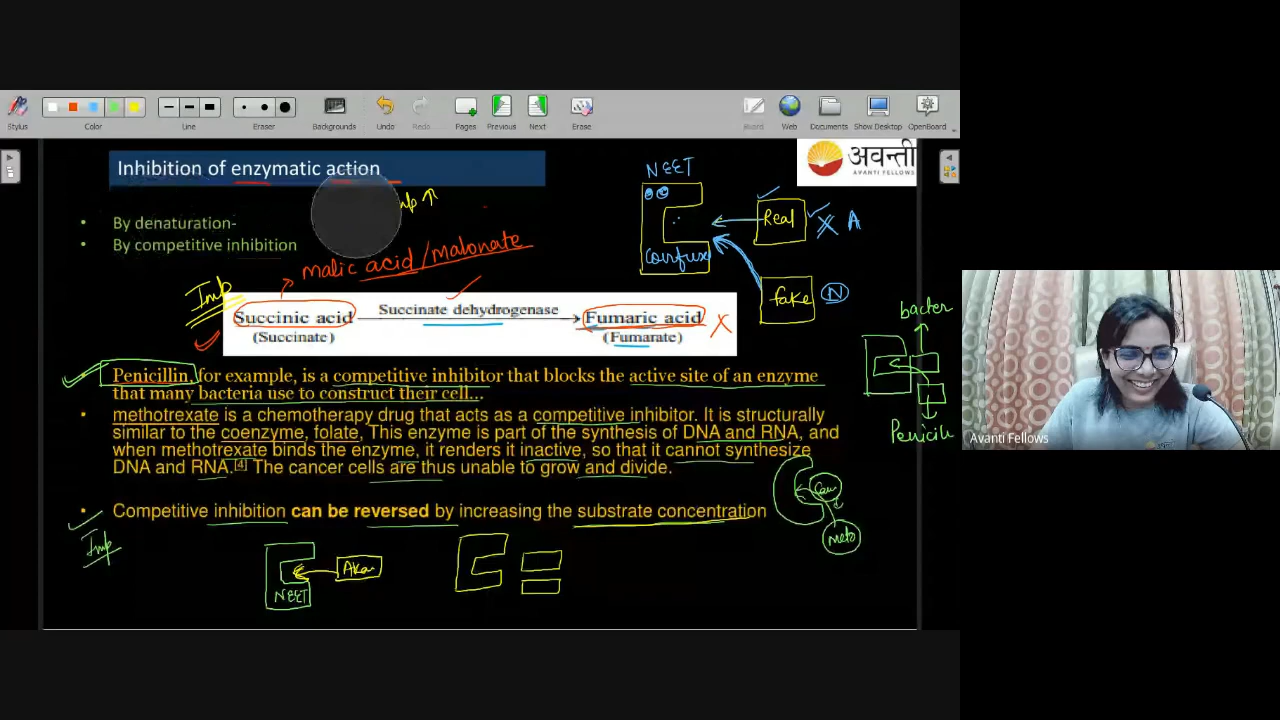 Stylus
Color
Line
Eraser
Backgrounds
Undo
Redo
Pages
Previous
Next
Erase
Board
Web
Documents
Show Desktop
OpenBoard
Inhibition of enzymatic action
अवन्ती
AVANTI FELLOWS
NEET
Real
A
fake
N
• By denaturation-
• By competitive inhibition
malic acid/malonate
Imp
Succinic acid
(Succinate)
Succinate dehydrogenase
Fumaric acid
(Fumarate)
Penicillin, for example, is a competitive inhibitor that blocks the active site of an enzyme
that many bacteria use to construct their cell...
• methotrexate is a chemotherapy drug that acts as a competitive inhibitor. It is structurally
similar to the coenzyme, folate, This enzyme is part of the synthesis of DNA and RNA, and
when methotrexate binds the enzyme, it renders it inactive, so that it cannot synthesize
DNA and RNA.[4] The cancer cells are thus unable to grow and divide.
• Competitive inhibition can be reversed by increasing the substrate concentration
Imp
NEET
bacter
Penicili
Avanti Fellows